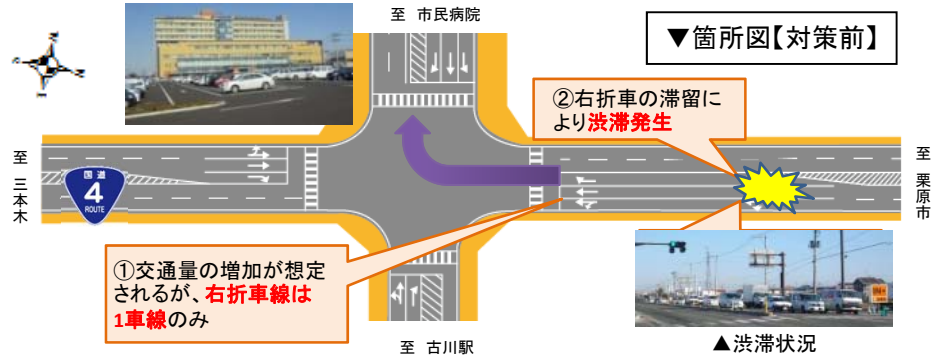 至 市民病院
▼箇所図【対策前】
②右折車の滞留に
より渋滞発生
至 三本木
国道
4
ROUTE
至 栗原市
①交通量の増加が想定
されるが、右折車線は
1車線のみ
▲渋滞状況
至 古川駅